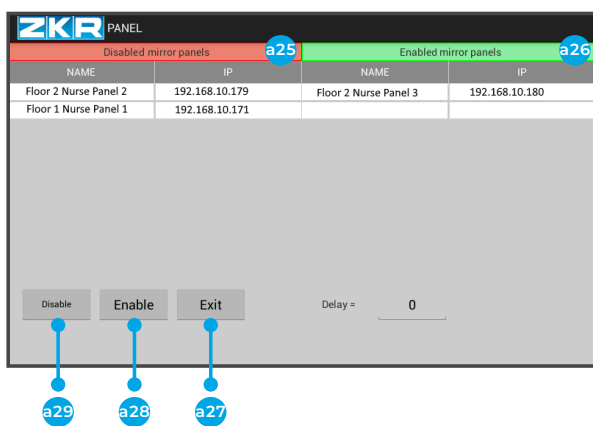 ZKR PANEL
Disabled mirror panels a25 Enabled mirror panels a26
NAME IP NAME IP
Floor 2 Nurse Panel 2 192.168.10.179 Floor 2 Nurse Panel 3 192.168.10.180
Floor 1 Nurse Panel 1 192.168.10.171
Disable Enable Exit Delay = 0
a29 a28 a27